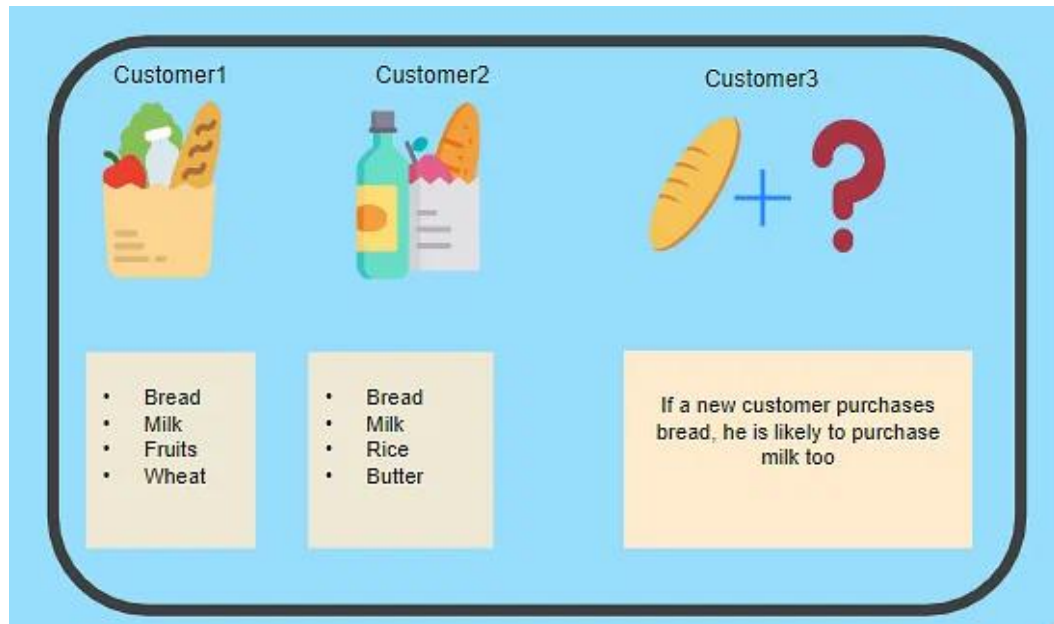 Customer1
Customer2
Customer3
• Bread
• Milk
• Fruits
• Wheat
• Bread
• Milk
• Rice
• Butter
If a new customer purchases
bread, he is likely to purchase
milk too